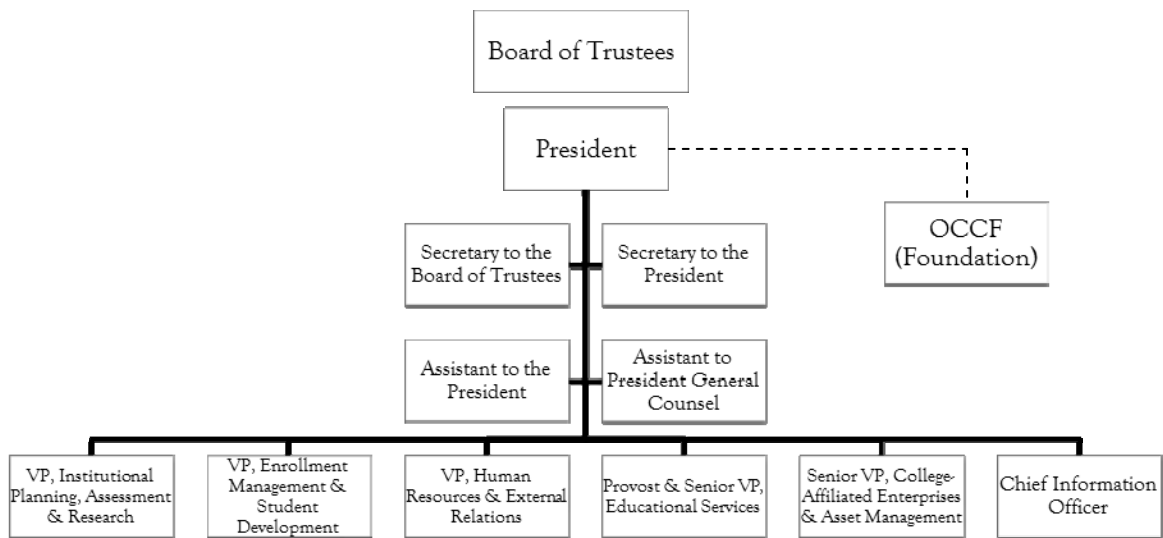 Board of Trustees
President
OCCF
(Foundation)
Secretary to the
Board of Trustees
Secretary to the
President
Assistant to the
President
Assistant to
President General
Counsel
VP, Institutional
Planning, Assessment
& Research
VP, Enrollment
Management &
Student
Development
VP, Human
Resources & External
Relations
Provost & Senior VP,
Educational Services
Senior VP, College-
Affiliated Enterprises
& Asset Management
Chief Information
Officer